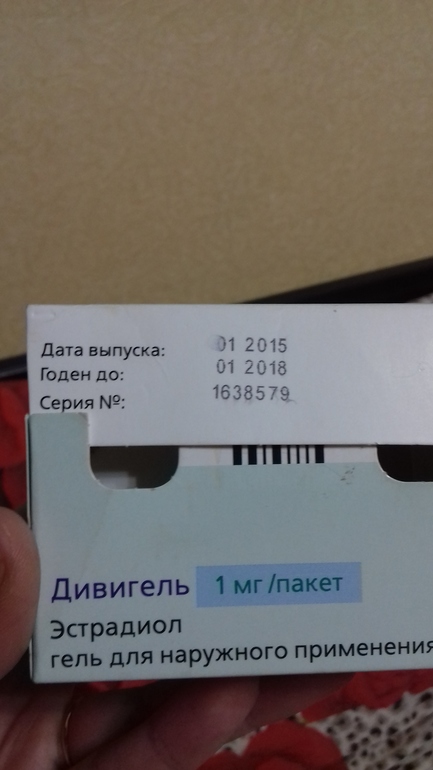 Дата выпуска: 01 2015
Годен до: 01 2018
Серия №: 1638579
Дивигель 1 мг/пакет
Эстрадиол
гель для наружного применения